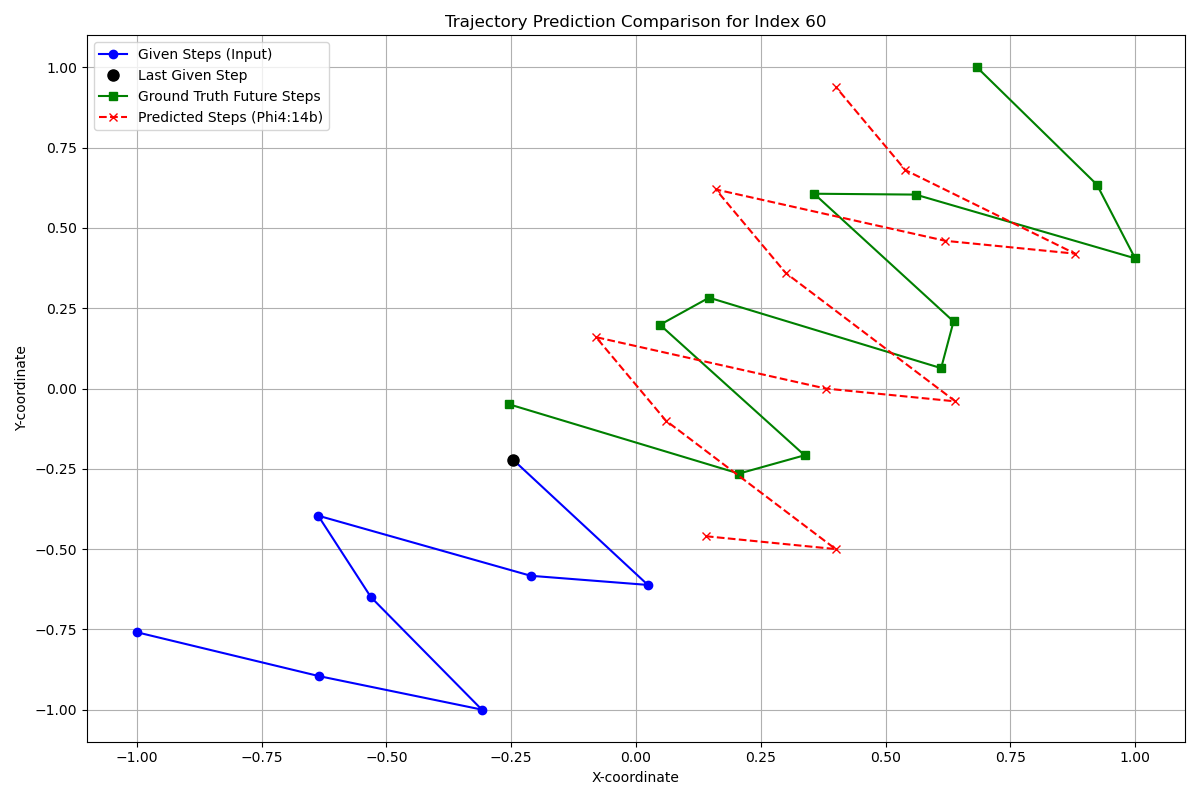 Trajectory Prediction Comparison for Index 60
Given Steps (Input)
Last Given Step
Ground Truth Future Steps
Predicted Steps (Phi4:14b)
Y-coordinate
1.00
0.75
0.50
0.25
0.00
−0.25
−0.50
−0.75
−1.00
−1.00 −0.75 −0.50 −0.25 0.00 0.25 0.50 0.75 1.00
X-coordinate